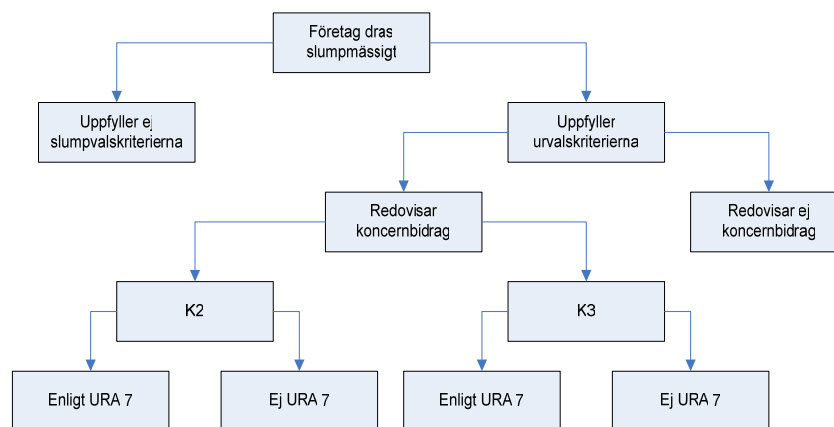 Företag dras
slumpmässigt
Uppfyller ej
slumpvalskriterierna
Uppfyller
urvalskriterierna
Redovisar
koncernbidrag
Redovisar ej
koncernbidrag
K2
K3
Enligt URA 7
Ej URA 7
Enligt URA 7
Ej URA 7